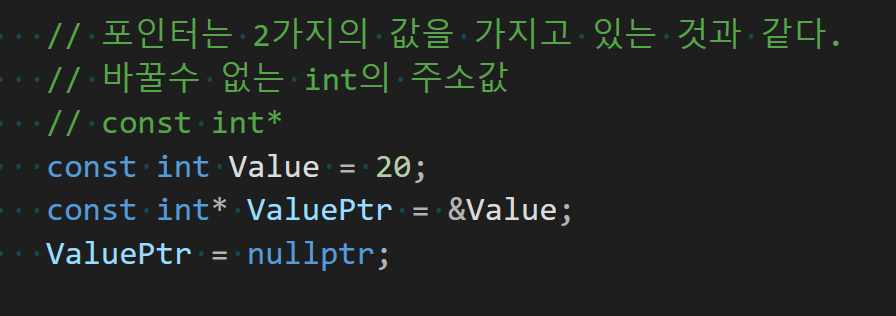 // 포인터는 2가지의 값을 가지고 있는 것과 같다.
// 바꿀수 없는 int의 주소값
// const int*
const int Value = 20;
const int* ValuePtr = &Value;
ValuePtr = nullptr;